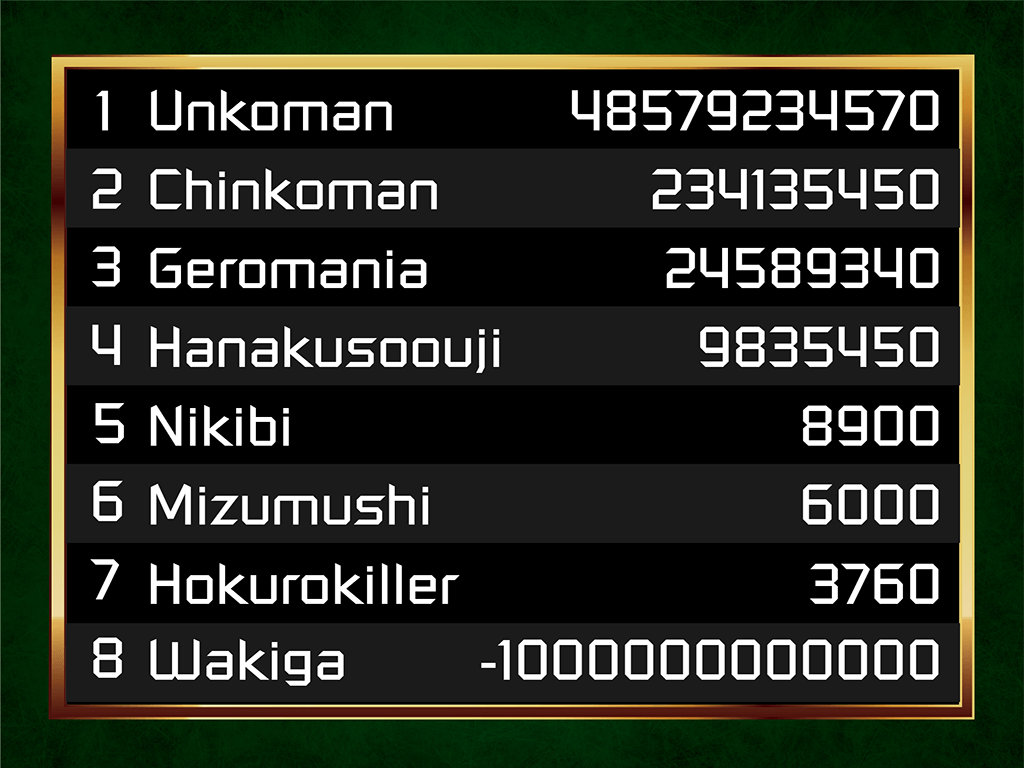 1 Unkoman 48579234570
2 Chinkoman 234135450
3 Geromania 24589340
4 Hanakusoouji 9835450
5 Nikibi 8900
6 Mizumushi 6000
7 Hokurokiller 3760
8 Wakiga -1000000000000